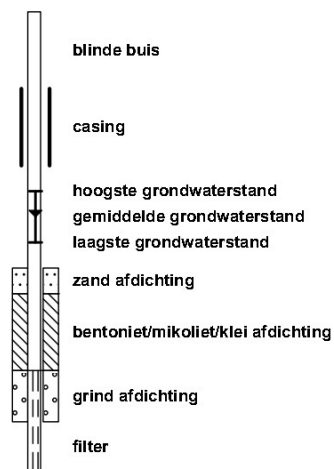 blinde buis
casing
hoogste grondwaterstand
gemiddelde grondwaterstand
laagste grondwaterstand
zand afdichting
bentoniet/mikoliet/klei afdichting
grind afdichting
filter